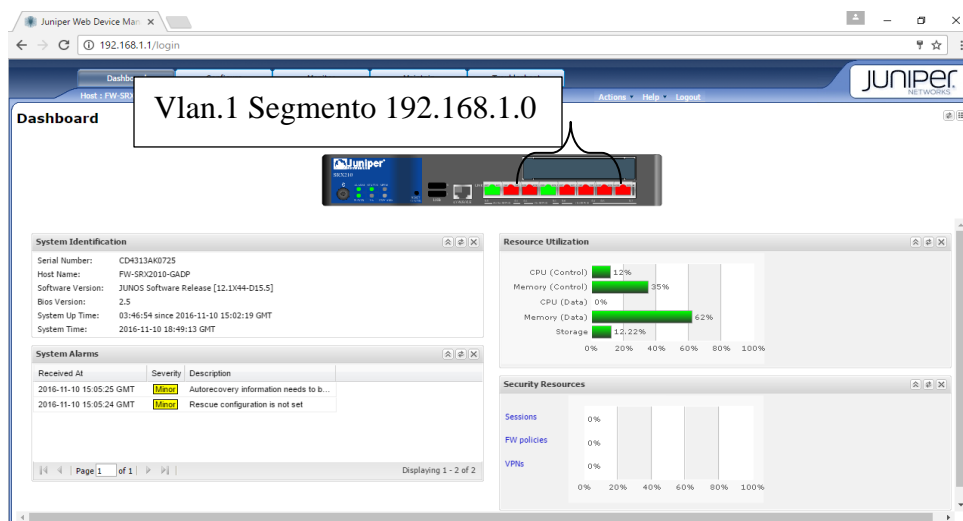 Juniper Web Device Man
192.168.1.1/login
Host : FW-SRX
Actions Help Logout
JUNIPER
NETWORKS
Dashboard
Vlan.1 Segmento 192.168.1.0
Juniper
SRX210
System Identification
Serial Number: CD4313AK0725
Host Name: FW-SRX2010-GADP
Software Version: JUNOS Software Release [12.1X44-D15.5]
Bios Version: 2.5
System Up Time: 03:46:54 since 2016-11-10 15:02:19 GMT
System Time: 2016-11-10 18:49:13 GMT
System Alarms
Received At Severity Description
2016-11-10 15:05:25 GMT Minor Autorecovery information needs to b...
2016-11-10 15:05:24 GMT Minor Rescue configuration is not set
Page 1 of 1
Displaying 1 - 2 of 2
Resource Utilization
CPU (Control) 12%
Memory (Control) 35%
CPU (Data) 0%
Memory (Data) 62%
Storage 12.22%
0% 20% 40% 60% 80% 100%
Security Resources
Sessions 0%
FW policies 0%
VPNs 0%
0% 20% 40% 60% 80% 100%